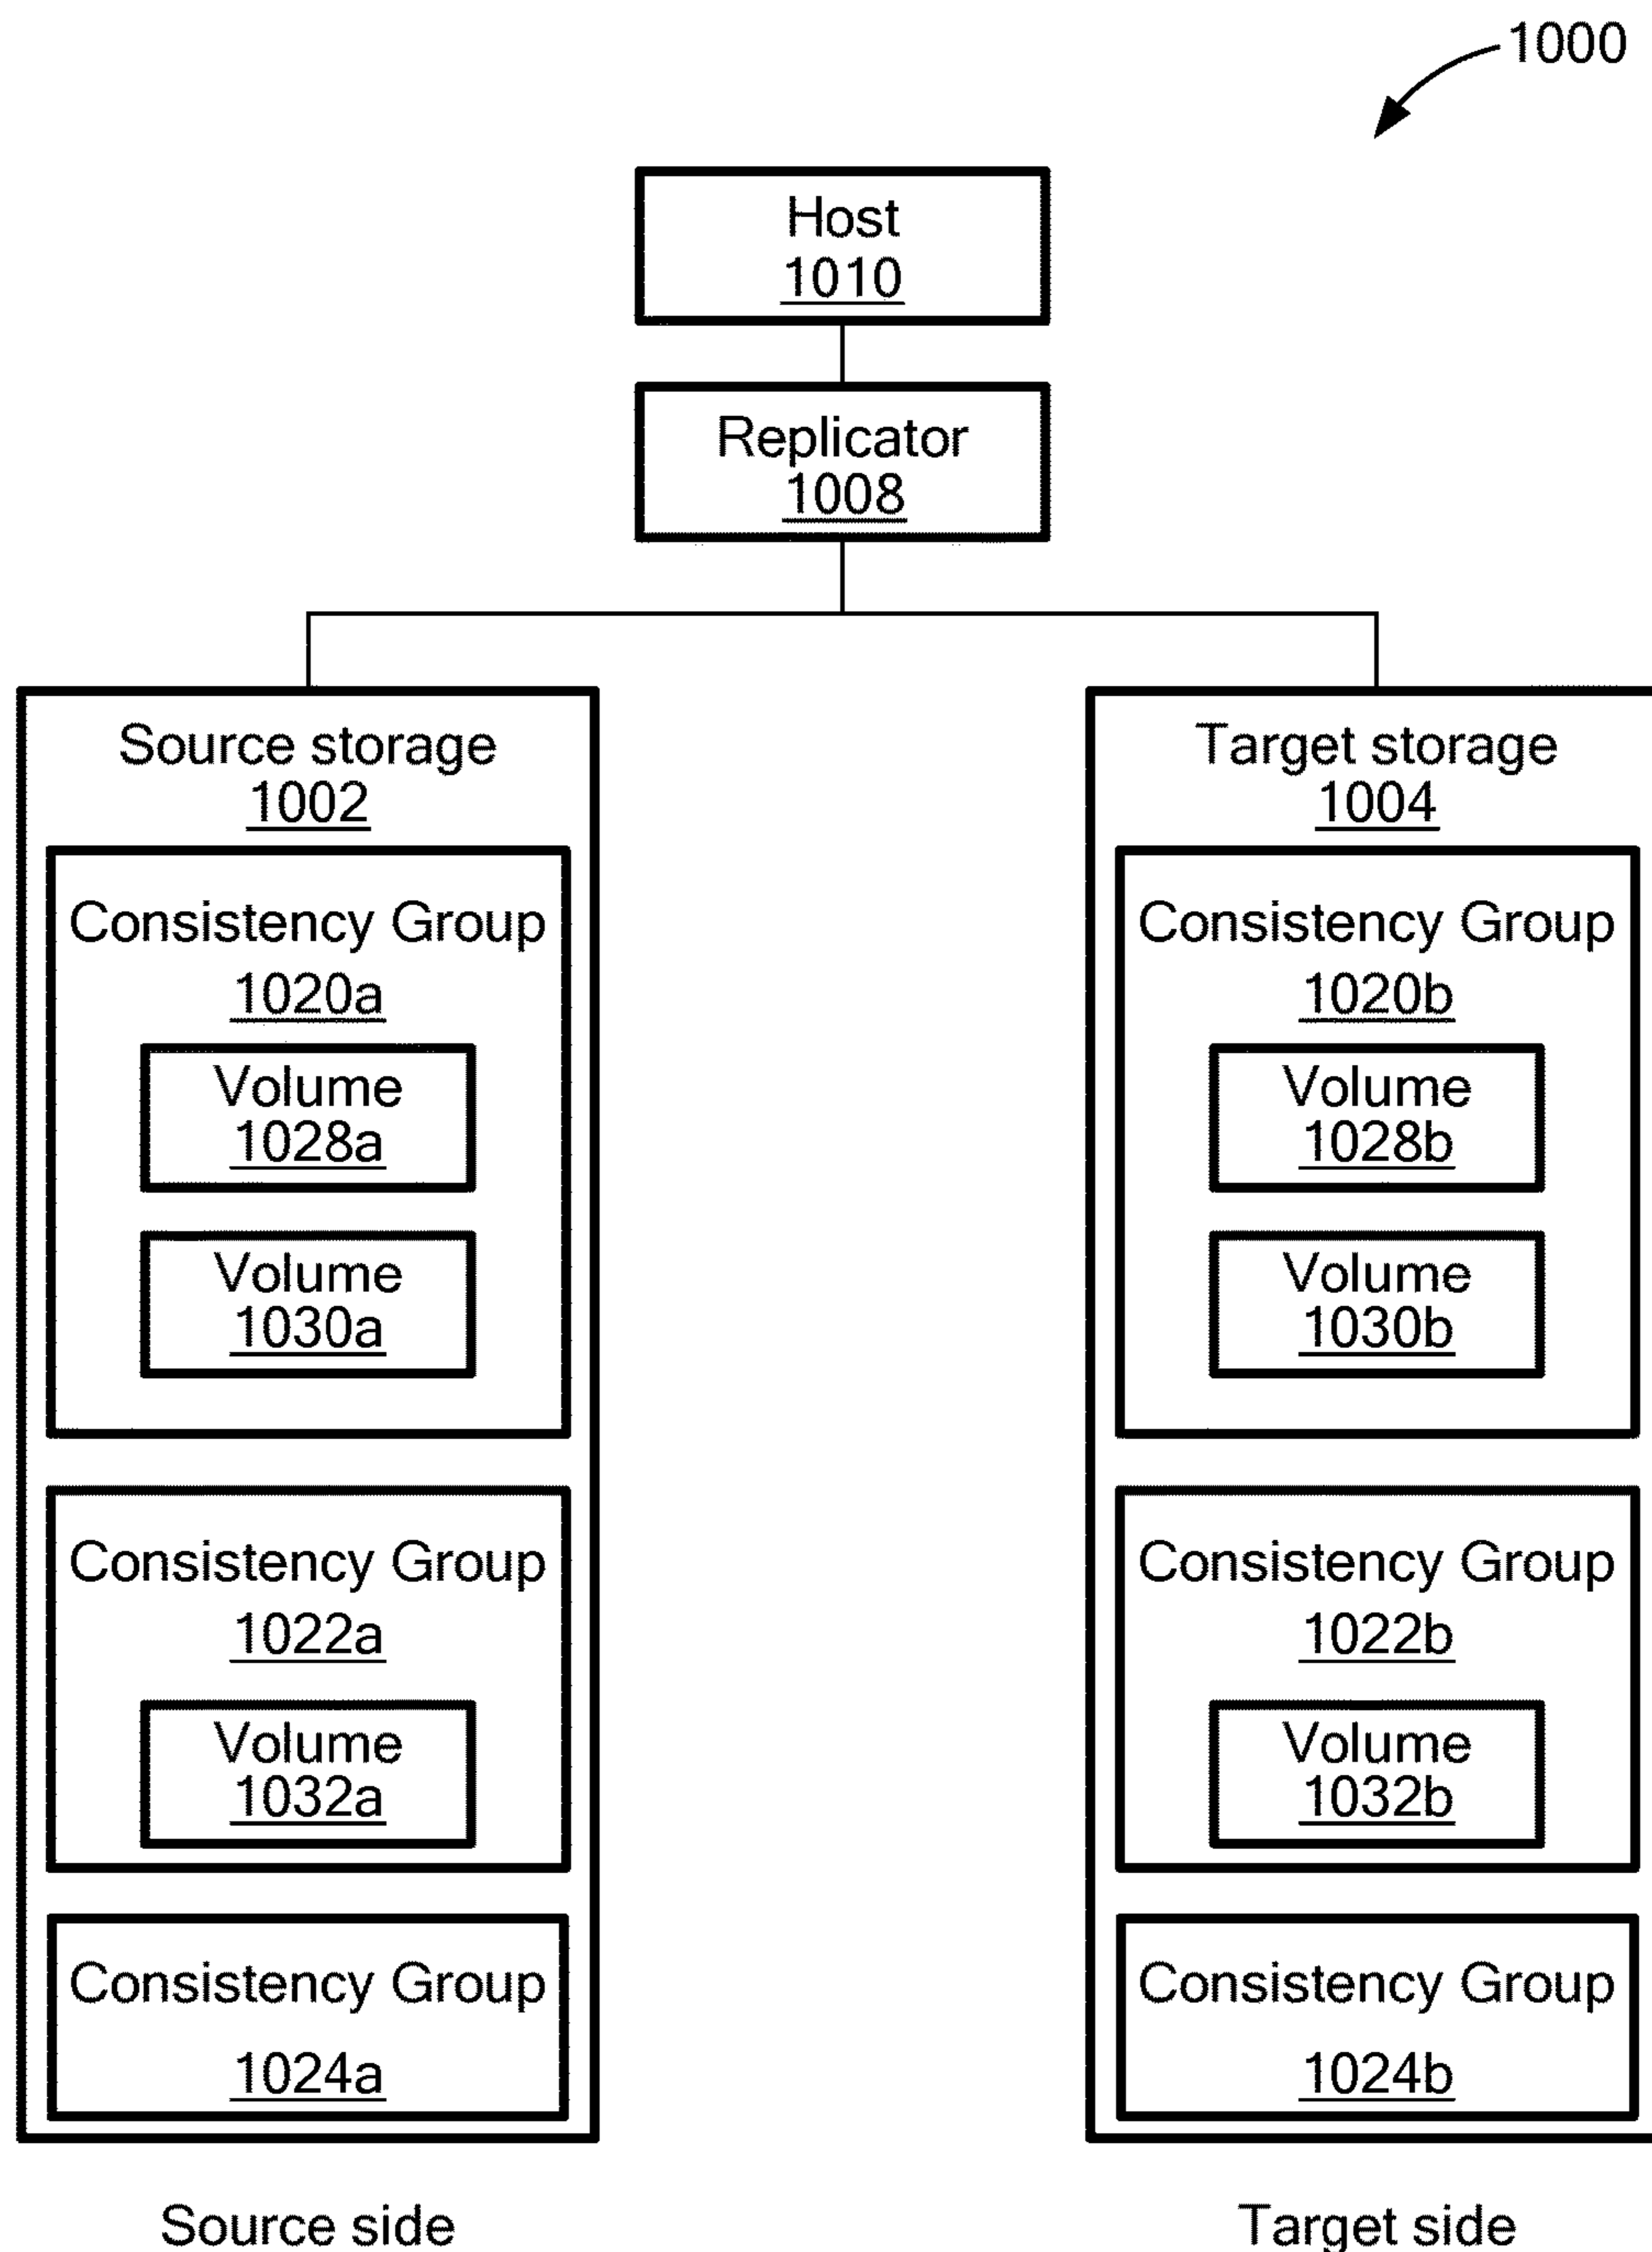 1000
Host
1010
Replicator
1008
Source storage
1002
Consistency Group
1020a
Volume
1028a
Volume
1030a
Consistency Group
1022a
Volume
1032a
Consistency Group
1024a
Source side
Target storage
1004
Consistency Group
1020b
Volume
1028b
Volume
1030b
Consistency Group
1022b
Volume
1032b
Consistency Group
1024b
Target side